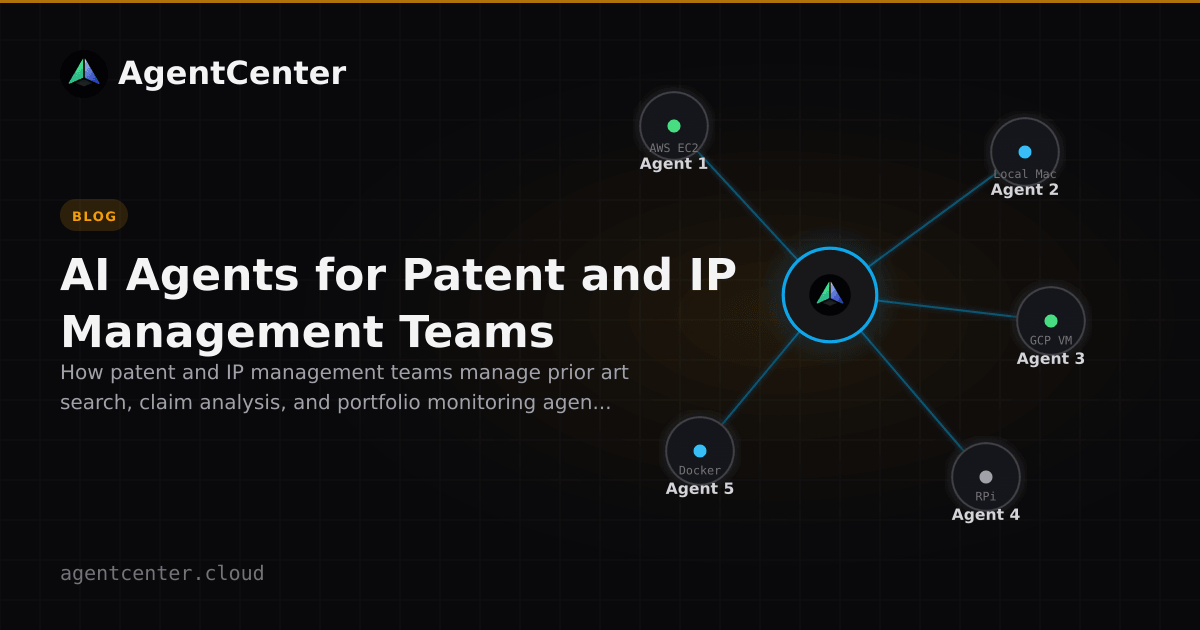 AgentCenter
BLOG
AI Agents for Patent and IP
Management Teams
How patent and IP management teams manage prior art
search, claim analysis, and portfolio monitoring agen...
agentcenter.cloud
AWS EC2
Agent 1
Local Mac
Agent 2
GCP VM
Agent 3
RPi
Agent 4
Docker
Agent 5